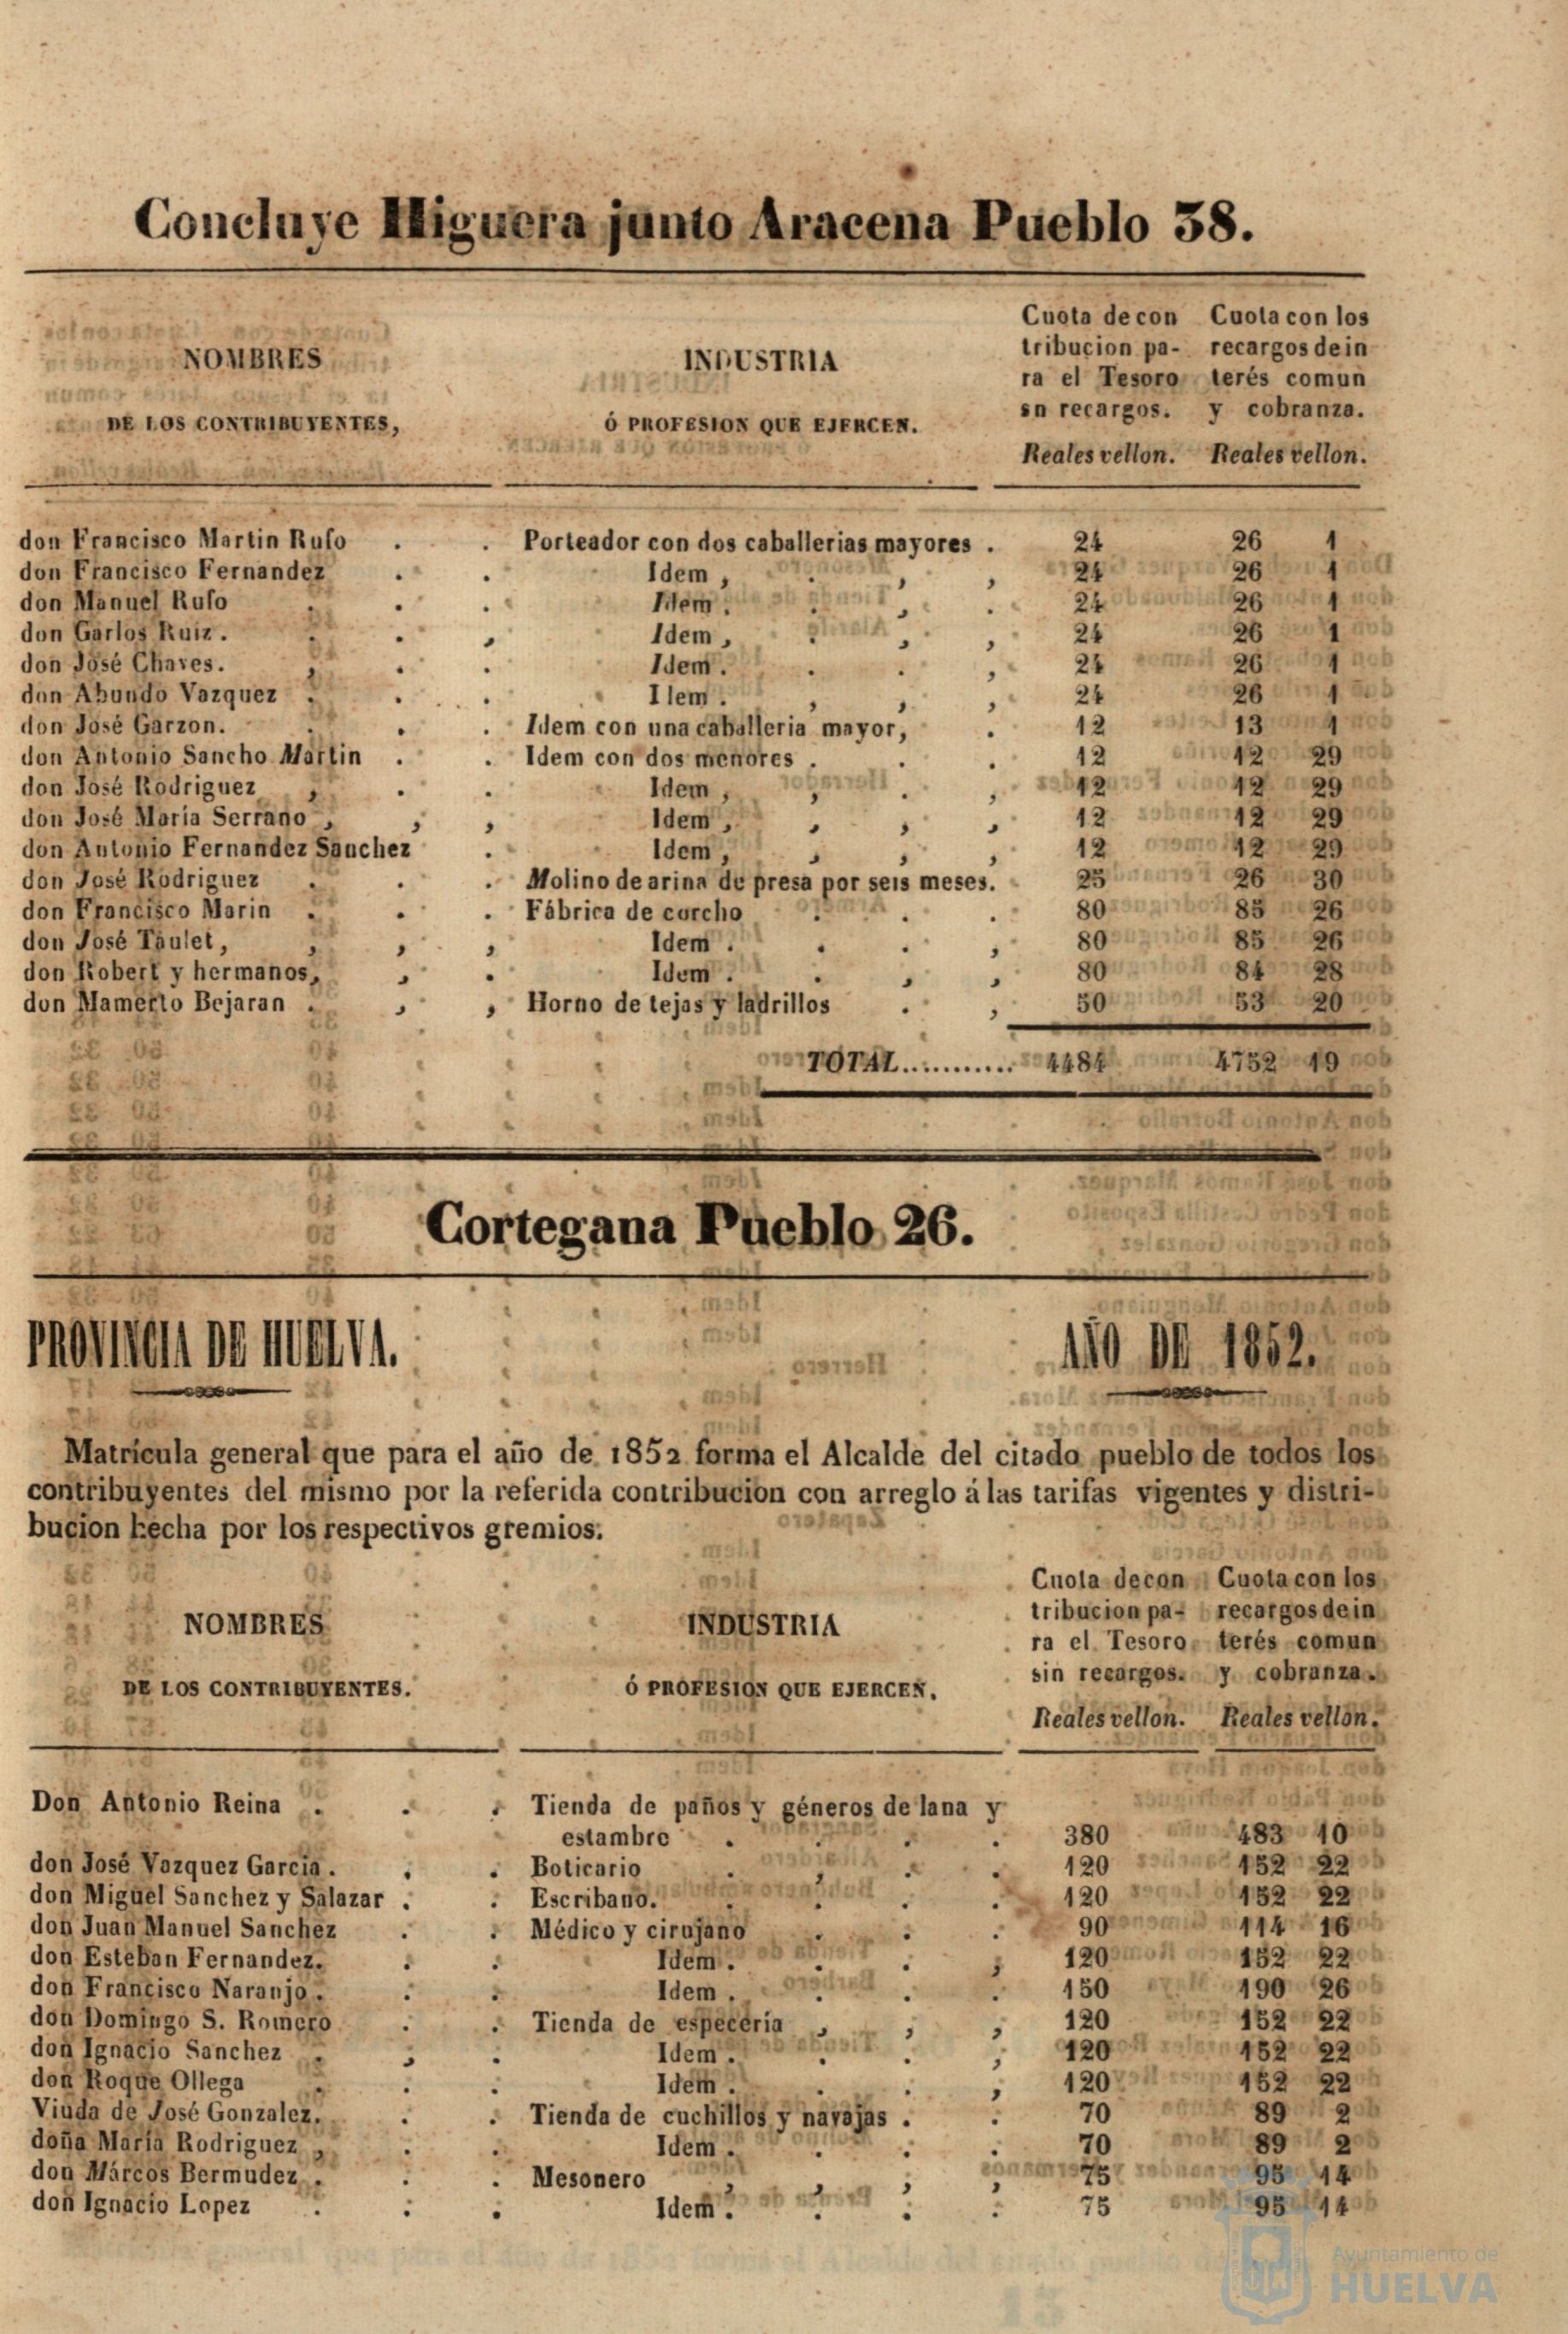 Concluye Higuera junto Aracena Pueblo 38.
NOMBRES
DE LOS CONTRIBUYENTES,
INDUSTRIA
Ó PROFESION QUE EJERCEN.
Cuota de con
tribucion pa-
ra el Tesoro
sn recargos.
Reales vellon.
Cuota con los
recargos de in
terés comun
y cobranza.
Reales vellon.
don Francisco Martin Rufo . . Porteador con dos caballerias mayores . 24 26 1
don Francisco Fernandez . . Idem , . , , 24 26 1
don Manuel Rufo . . . Idem . . , . 24 26 1
don Garlos Ruiz . . . , Idem , . , , 24 26 1
don José Chaves. , . . Idem . . . , 24 26 1
don Abundo Vazquez . . . Idem . , , , 24 26 1
don José Garzon. . . . Idem con una caballeria mayor, . 12 13 1
don Antonio Sancho Martin . . Idem con dos menores . . . 12 12 29
don José Rodriguez , . . Idem , , . , 12 12 29
don José María Serrano , , , Idem , , , , 12 12 29
don Antonio Fernandez Sanchez . Idem , , , , 12 12 29
don José Rodriguez . . . Molino de arina de presa por seis meses. 25 26 30
don Francisco Marin . . . Fábrica de corcho . . . 80 85 26
don José Taulet, , , , Idem . . . , 80 85 26
don Robert y hermanos, , . Idem . . , , 80 84 28
don Mamerto Bejaran . , , Horno de tejas y ladrillos . , 50 53 20
TOTAL............ 4484 4752 19
Cortegana Pueblo 26.
PROVINCIA DE HUELVA.
AÑO DE 1852.
Matrícula general que para el año de 1852 forma el Alcalde del citado pueblo de todos los
contribuyentes del mismo por la referida contribucion con arreglo á las tarifas vigentes y distri-
bucion hecha por los respectivos gremios.
NOMBRES
DE LOS CONTRIBUYENTES.
INDUSTRIA
Ó PROFESION QUE EJERCEN.
Cuota de con
tribucion pa-
ra el Tesoro
sin recargos.
Reales vellon.
Cuota con los
recargos de in
terés comun
y cobranza.
Reales vellon.
Don Antonio Reina . . . Tienda de paños y géneros de lana y
estambre . . . . 380 483 10
don José Vazquez Garcia . . . Boticario . , . . 120 152 22
don Miguel Sanchez y Salazar . . Escribano. . . . . 120 152 22
don Juan Manuel Sanchez . . Médico y cirujano . . . 90 114 16
don Esteban Fernandez. . . Idem . . . , 120 152 22
don Francisco Naranjo . . . Idem . . . . 150 190 26
don Domingo S. Romero . . Tienda de especería , , , 120 152 22
don Ignacio Sanchez . , . Idem . . . , 120 152 22
don Roque Ollega . . . Idem . . . , 120 152 22
Viuda de José Gonzalez. . . Tienda de cuchillos y navajas . . 70 89 2
doña María Rodriguez , . . Idem . . . . 70 89 2
don Márcos Bermudez . . . Mesonero , , , , 75 95 14
don Ignacio Lopez . . . Idem . . . . 75 95 14
Ayuntamiento de
HUELVA